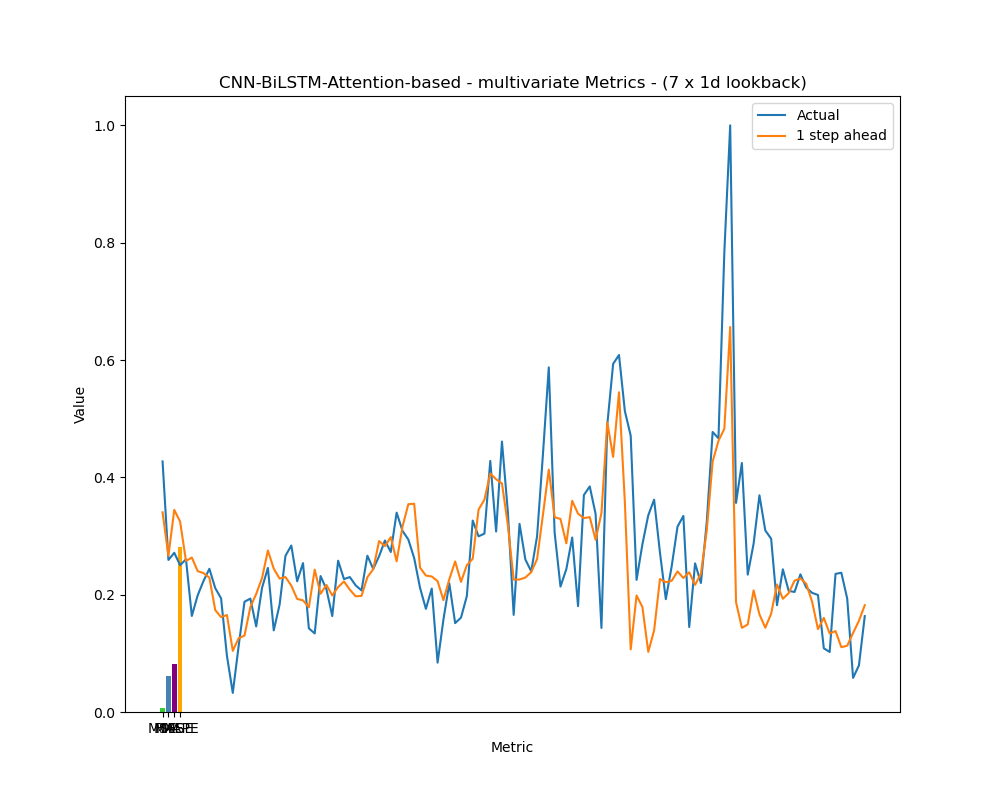 CNN-BiLSTM-Attention-based - multivariate Metrics - (7 x 1d lookback)
Actual
1 step ahead
1.0
0.8
0.6
0.4
0.2
0.0
Value
Metric